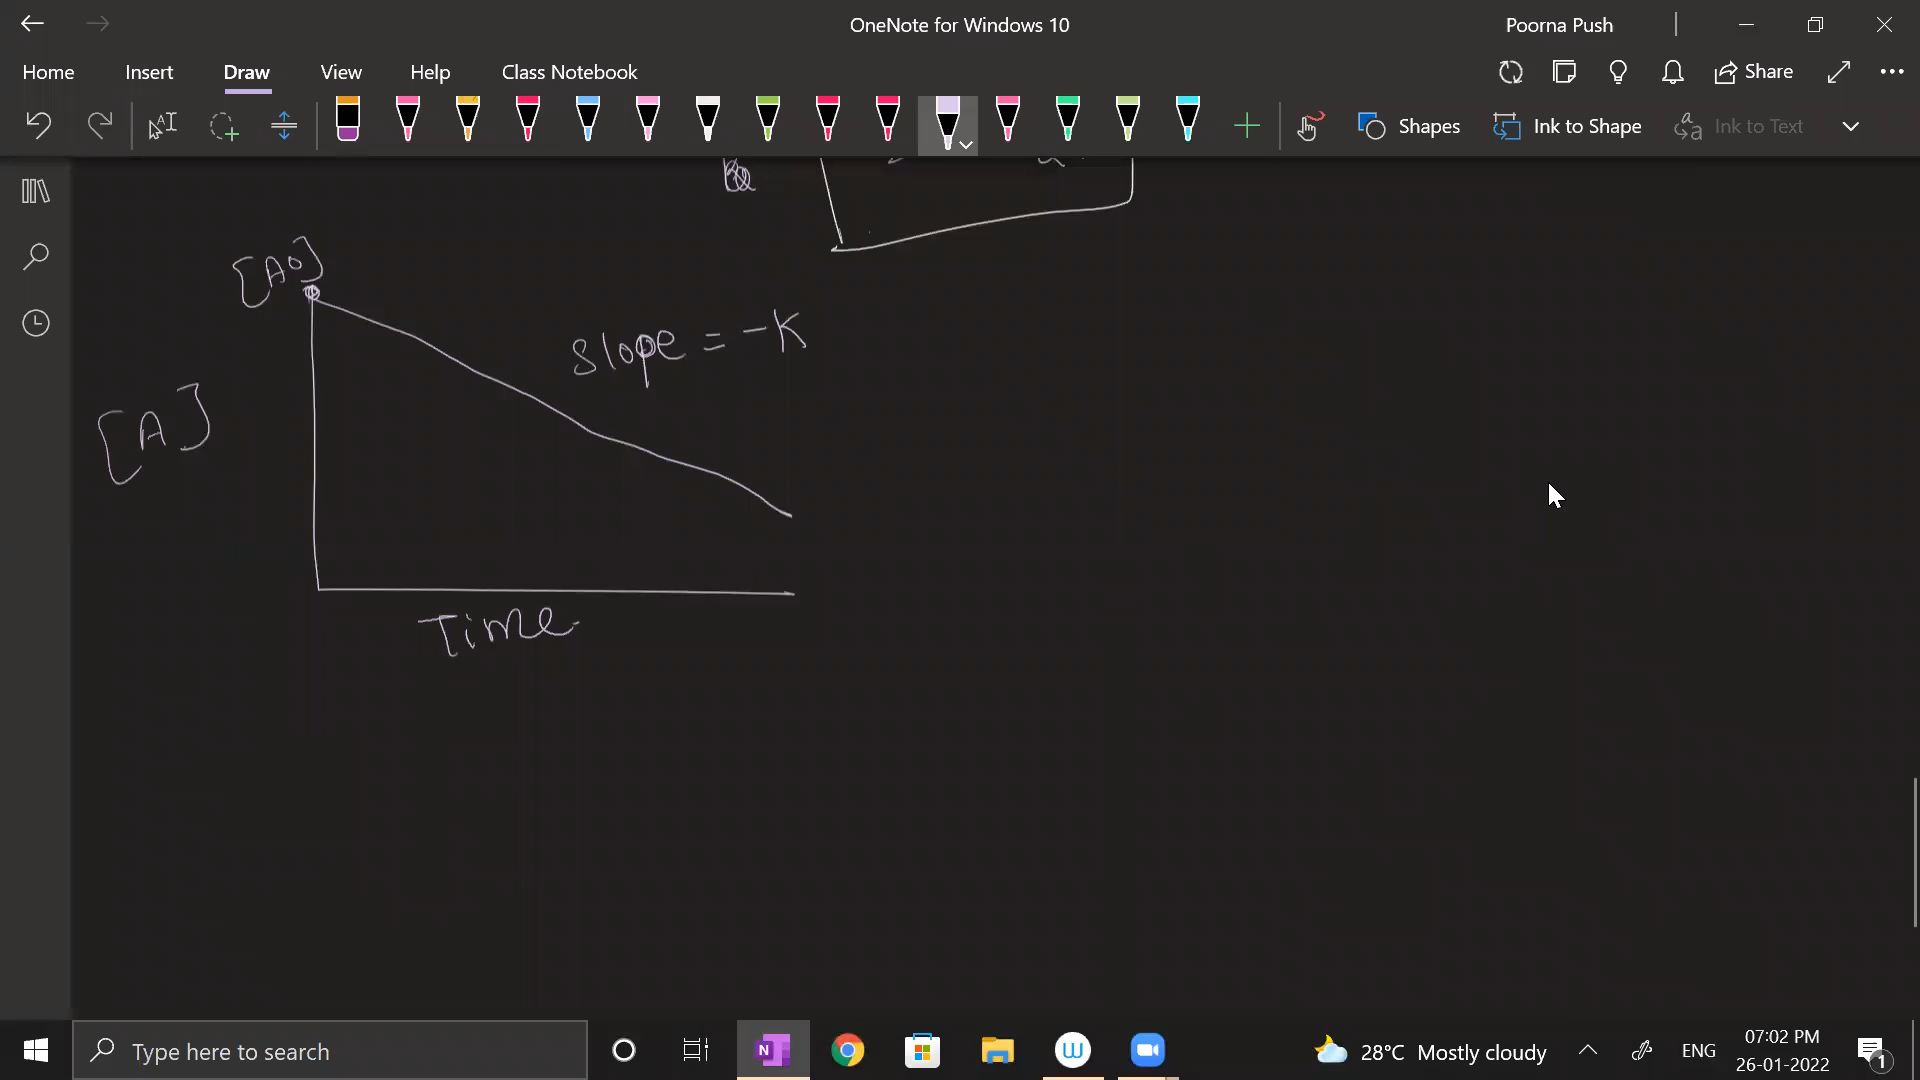 OneNote for Windows 10
Poorna Push
Home Insert Draw View Help Class Notebook
Share
Shapes Ink to Shape Ink to Text
[A0]
Slope = -K
[A]
Time
Type here to search
28°C Mostly cloudy
ENG
07:02 PM
26-01-2022
1